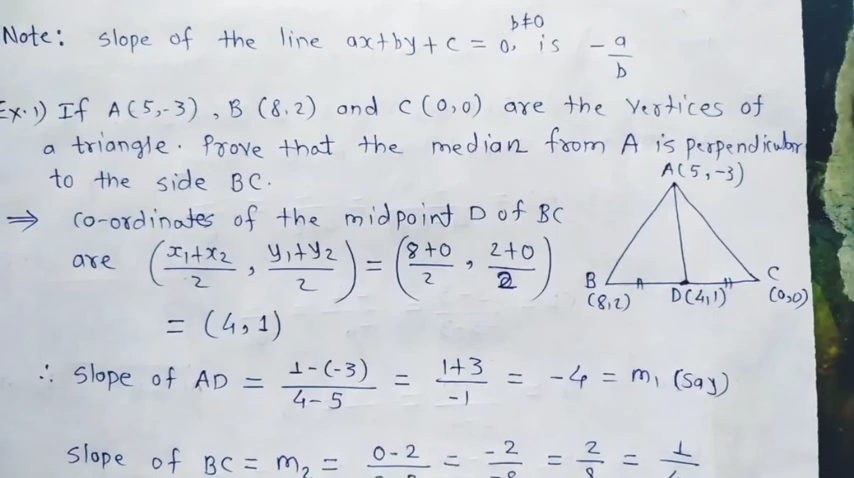 Note: slope of the line ax+by+c = 0, b≠0 is -a/b
Ex.1) If A(5,-3), B (8,2) and C(0,0) are the vertices of
a triangle. Prove that the median from A is perpendicular
to the side BC.
⇒ co-ordinates of the midpoint D of BC
are ((x1+x2)/2, (y1+y2)/2) = ((8+0)/2, (2+0)/2)
= (4,1)
A(5,-3)
B
(8,2)
D(4,1)
C
(0,0)
∴ Slope of AD = (1-(-3))/(4-5) = (1+3)/(-1) = -4 = m1 (say)
Slope of BC = m2 = 0-2 = -2 = 2/8 = 1